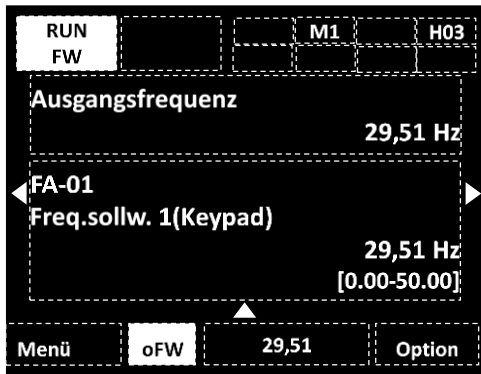 RUN M1 H03
FW
Ausgangsfrequenz
29,51 Hz
FA-01
Freq.sollw. 1(Keypad)
29,51 Hz
[0.00-50.00]
Menü oFW 29,51 Option